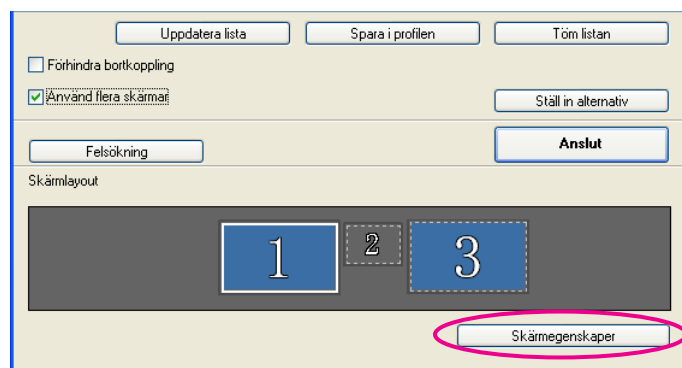 Uppdatera lista Spara i profilen Töm listan
Förhindra bortkoppling
Använd flera skärmar
Ställ in alternativ
Felsökning Anslut
Skärmlayout
1 2 3
Skärmegenskaper